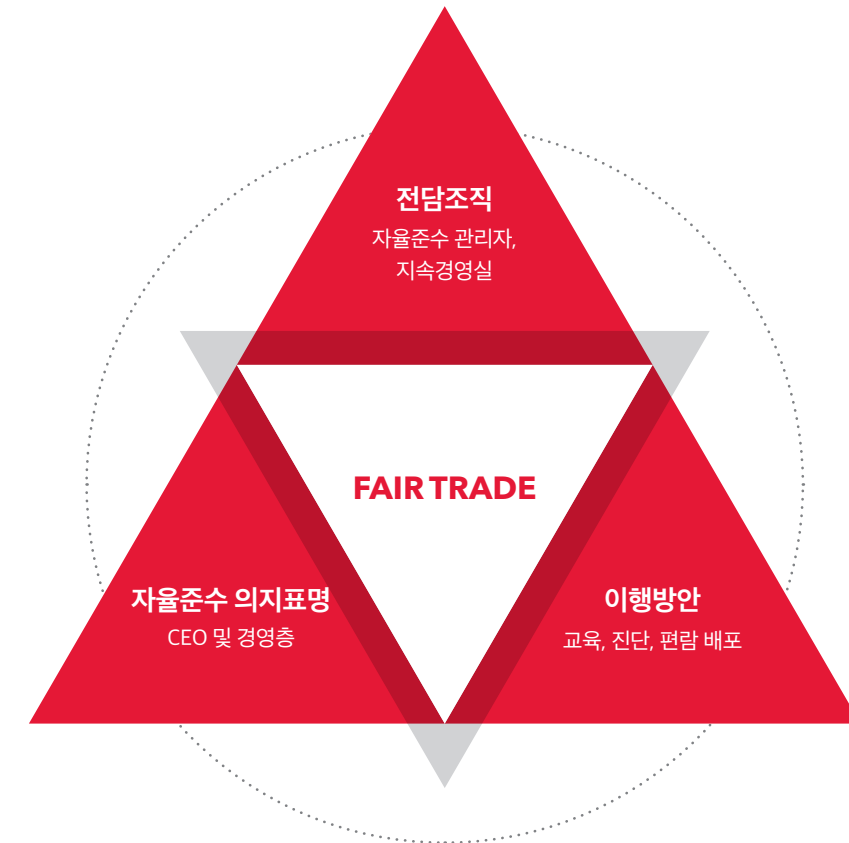 전담조직
자율준수 관리자,
지속경영실
FAIR TRADE
자율준수 의지표명
CEO 및 경영층
이행방안
교육, 진단, 편람 배포